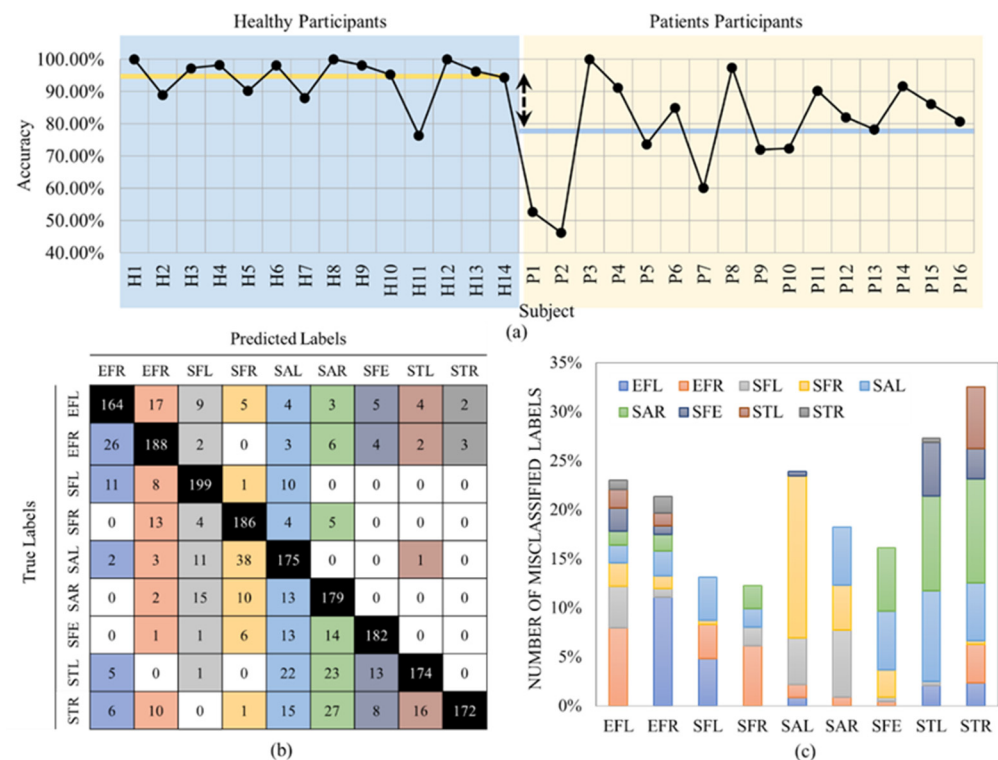 Healthy Participants
Patients Participants
Accuracy
100.00%
90.00%
80.00%
70.00%
60.00%
50.00%
40.00%
H1 H2 H3 H4 H5 H6 H7 H8 H9 H10 H11 H12 H13 H14 P1 P2 P3 P4 P5 P6 P7 P8 P9 P10 P11 P12 P13 P14 P15 P16
Subject
(a)
Predicted Labels
EFR EFR SFL SFR SAL SAR SFE STL STR
True Labels
EFL 164 17 9 5 4 3 5 4 2
EFR 26 188 2 0 3 6 4 2 3
SFL 11 8 199 1 10 0 0 0 0
SFR 0 13 4 186 4 5 0 0 0
SAL 2 3 11 38 175 0 0 1 0
SAR 0 2 15 10 13 179 0 0 0
SFE 0 1 1 6 13 14 182 0 0
STL 5 0 1 0 22 23 13 174 0
STR 6 10 0 1 15 27 8 16 172
(b)
NUMBER OF MISCLASSIFIED LABELS
35%
30%
25%
20%
15%
10%
5%
0%
EFL EFR SFL SFR SAL
SAR SFE STL STR
EFL EFR SFL SFR SAL SAR SFE STL STR
(c)